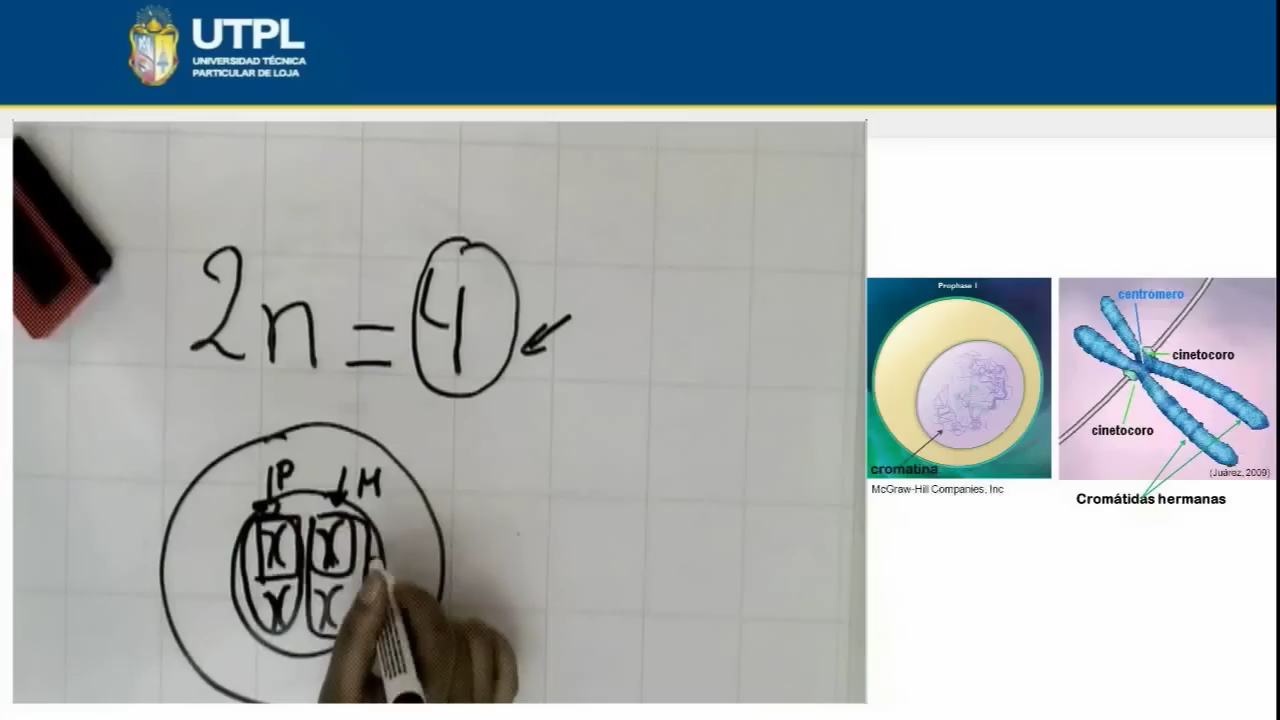 UTPL
UNIVERSIDAD TÉCNICA
PARTICULAR DE LOJA
2n = 4
P M
X X
X X
Prophase I
cromatina
McGraw-Hill Companies, Inc
centrómero
cinetocoro
cinetocoro
(Juárez, 2009)
Cromátidas hermanas